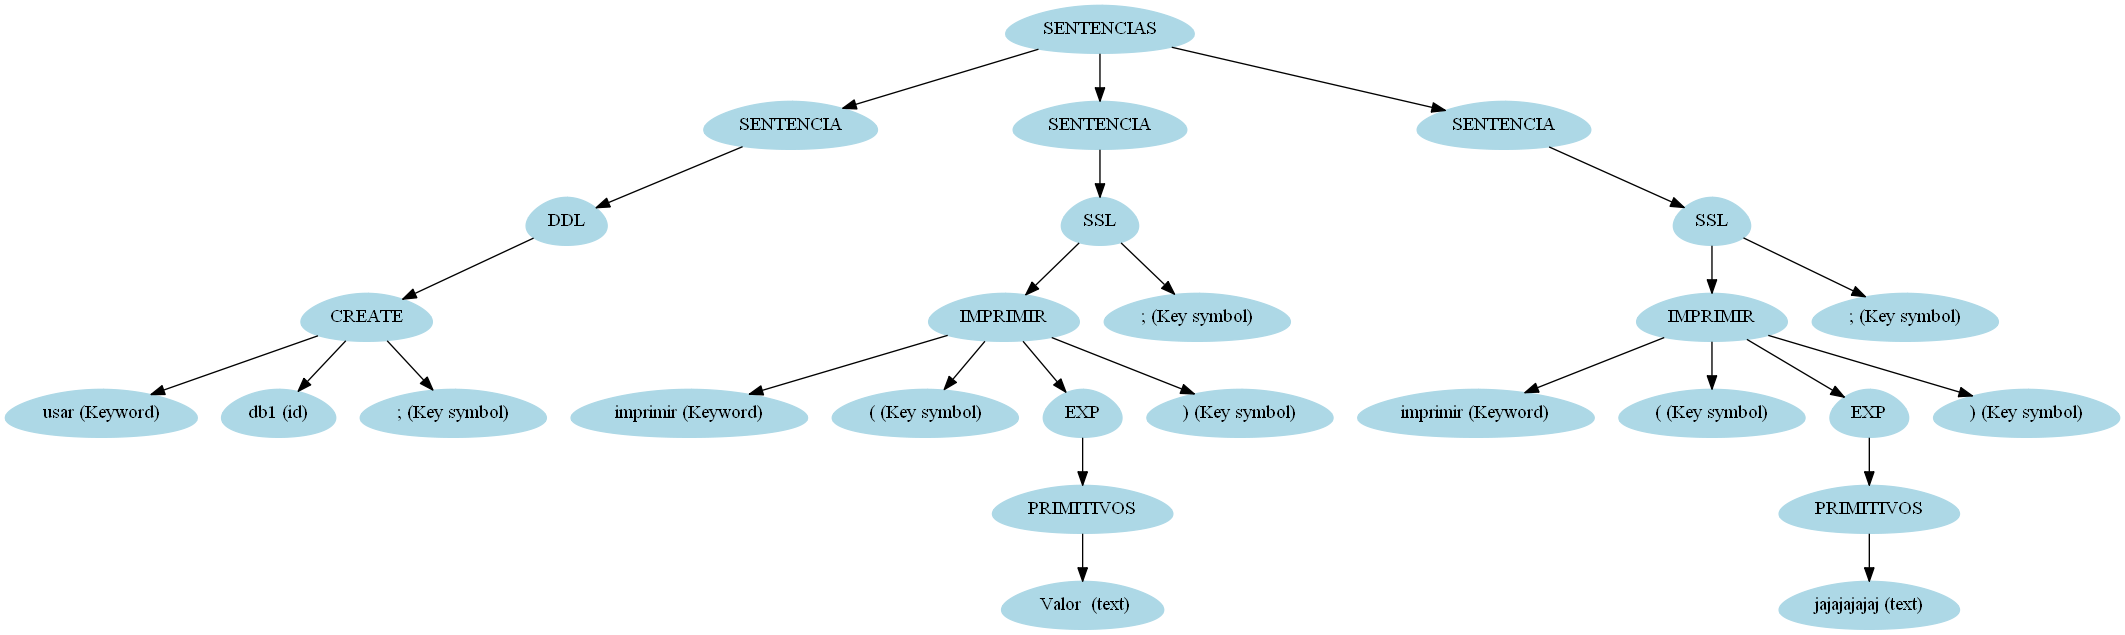 SENTENCIAS
SENTENCIA
SENTENCIA
SENTENCIA
DDL
SSL
SSL
CREATE
IMPRIMIR
; (Key symbol)
IMPRIMIR
; (Key symbol)
usar (Keyword)
db1 (id)
; (Key symbol)
imprimir (Keyword)
( (Key symbol)
EXP
) (Key symbol)
imprimir (Keyword)
( (Key symbol)
EXP
) (Key symbol)
PRIMITIVOS
PRIMITIVOS
Valor  (text)
jajajajajaj (text)